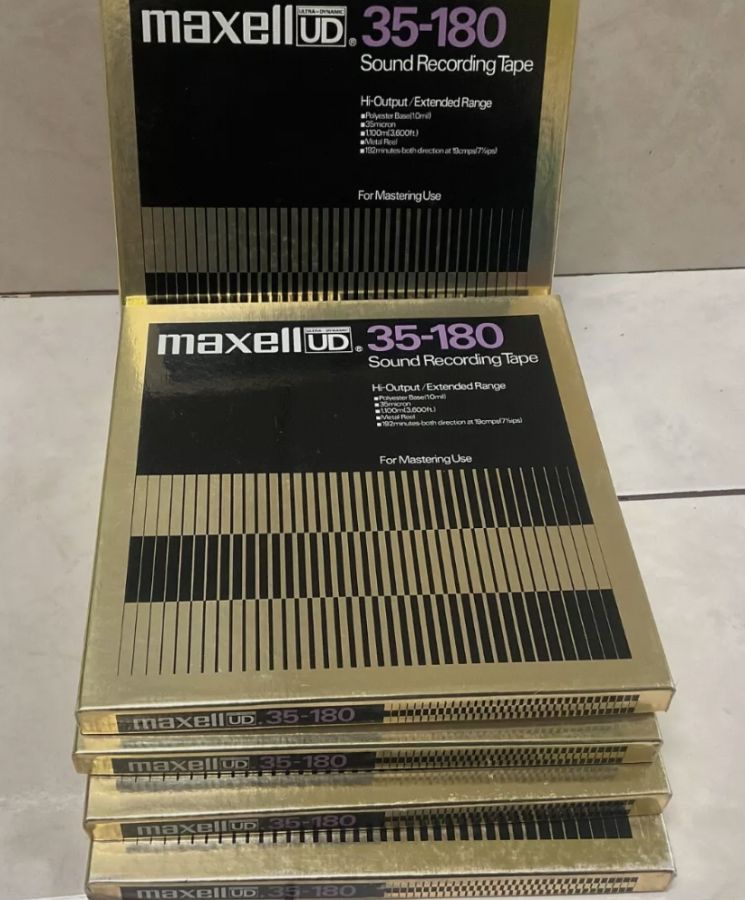 maxell UD ULTRA-DYNAMIC ® 35-180
Sound Recording Tape
Hi-Output/Extended Range
■Polyester Base(1.0mil)
■35micron
■1,100m(3,600ft.)
■Metal Reel
■192minutes-both direction at 19cmps(7½ips)
For Mastering Use
maxell UD ULTRA-DYNAMIC ® 35-180
Sound Recording Tape
Hi-Output/Extended Range
■Polyester Base(1.0mil)
■35micron
■1,100m(3,600ft.)
■Metal Reel
■192minutes-both direction at 19cmps(7½ips)
For Mastering Use
maxell UD. 35-180
maxell UD. 35-180
maxell UD. 35-180
maxell UD. 35-180